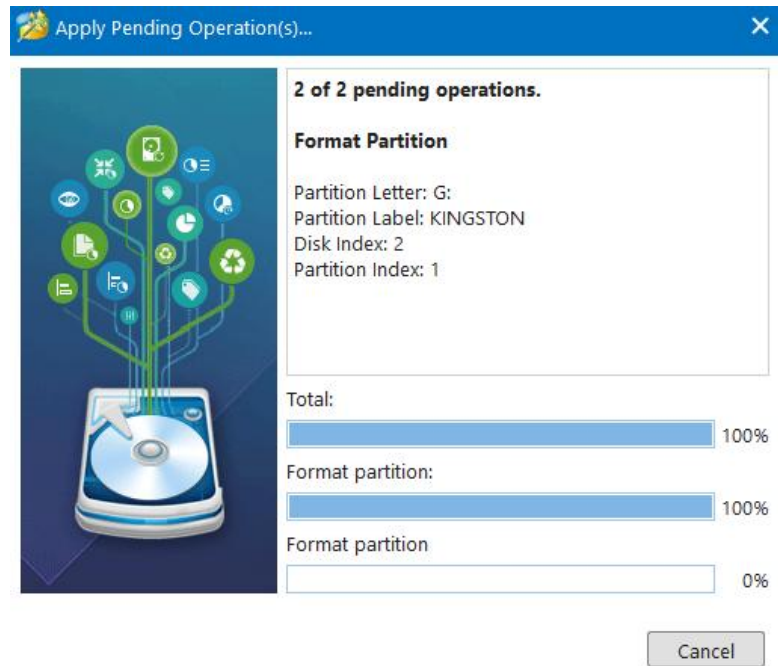 Apply Pending Operation(s)...
2 of 2 pending operations.
Format Partition
Partition Letter: G:
Partition Label: KINGSTON
Disk Index: 2
Partition Index: 1
Total:
100%
Format partition:
100%
Format partition
0%
Cancel